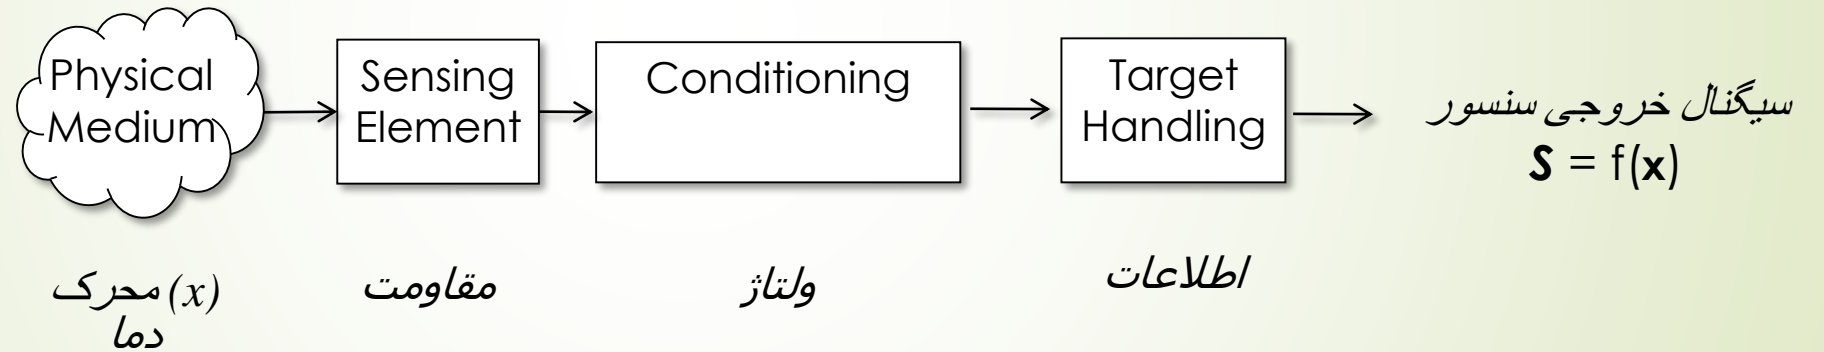 Physical
Medium
Sensing
Element
Conditioning
Target
Handling
سیگنال خروجی سنسور
S = f(x)
محرک (x)
دما
مقاومت
ولتاژ
اطلاعات